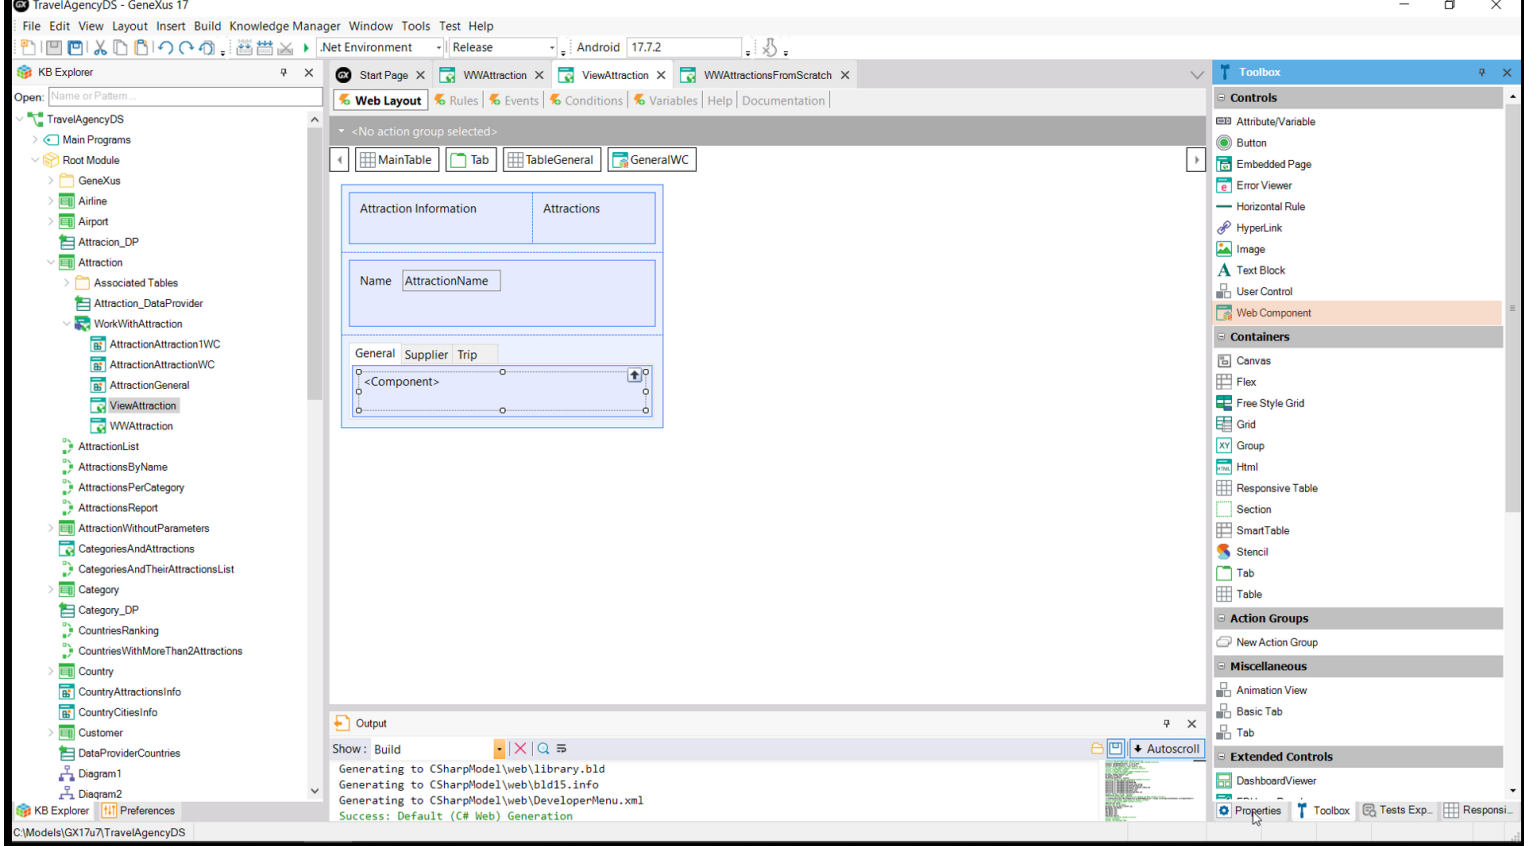 TravelAgencyDS - GeneXus 17
File Edit View Layout Insert Build Knowledge Manager Window Tools Test Help
.Net Environment Release Android 17.7.2
KB Explorer
Open: Name or Pattern ...
TravelAgencyDS
Main Programs
Root Module
GeneXus
Airline
Airport
Attracion_DP
Attraction
Associated Tables
Attraction_DataProvider
WorkWithAttraction
AttractionAttraction1WC
AttractionAttractionWC
AttractionGeneral
ViewAttraction
WWAttraction
AttractionList
AttractionsByName
AttractionsPerCategory
AttractionsReport
AttractionWithoutParameters
CategoriesAndAttractions
CategoriesAndTheirAttractionsList
Category
Category_DP
CountriesRanking
CountriesWithMoreThan2Attractions
Country
CountryAttractionsInfo
CountryCitiesInfo
Customer
DataProviderCountries
Diagram1
Diagram2
KB Explorer Preferences
C:\Models\GX17u7\TravelAgencyDS
Start Page WWAttraction ViewAttraction WWAttractionsFromScratch
Web Layout Rules Events Conditions Variables Help Documentation
<No action group selected>
MainTable Tab TableGeneral GeneralWC
Attraction Information Attractions
Name AttractionName
General Supplier Trip
<Component>
Output
Show: Build Autoscroll
Generating to CSharpModel\web\library.bld
Generating to CSharpModel\web\bld15.info
Generating to CSharpModel\web\DeveloperMenu.xml
Success: Default (C# Web) Generation
Toolbox
Controls
Attribute/Variable
Button
Embedded Page
Error Viewer
Horizontal Rule
HyperLink
Image
Text Block
User Control
Web Component
Containers
Canvas
Flex
Free Style Grid
Grid
Group
Html
Responsive Table
Section
SmartTable
Stencil
Tab
Table
Action Groups
New Action Group
Miscellaneous
Animation View
Basic Tab
Tab
Extended Controls
DashboardViewer
Properties Toolbox Tests Exp... Responsi...